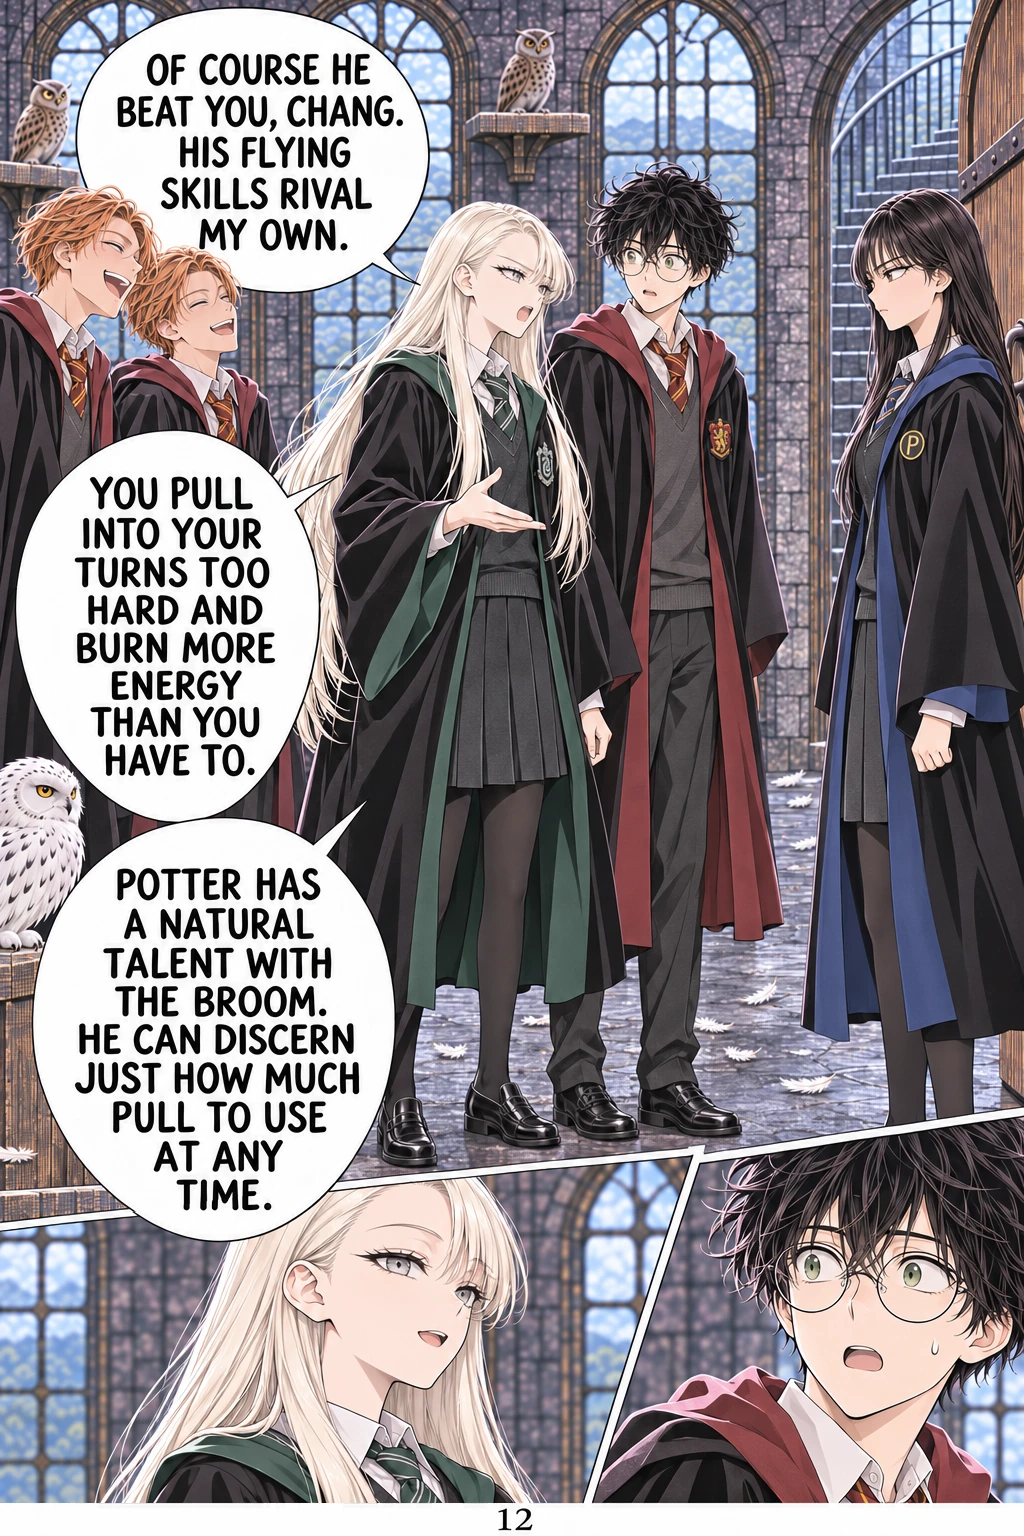 OF COURSE HE
BEAT YOU, CHANG.
HIS FLYING
SKILLS RIVAL
MY OWN.
YOU PULL
INTO YOUR
TURNS TOO
HARD AND
BURN MORE
ENERGY
THAN YOU
HAVE TO.
POTTER HAS
A NATURAL
TALENT WITH
THE BROOM.
HE CAN DISCERN
JUST HOW MUCH
PULL TO USE
AT ANY
TIME.
P
12